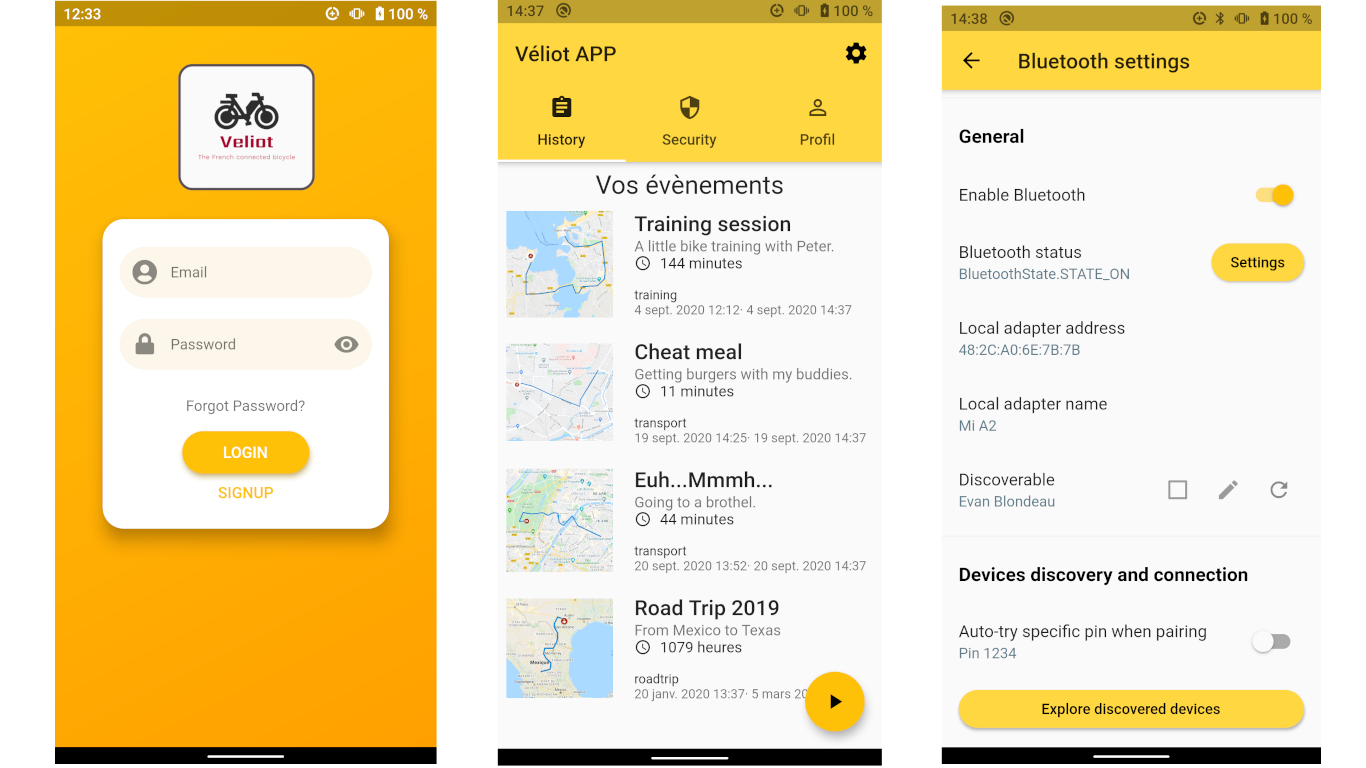 12:33
100 %
Veliot
The French connected bicycle
Email
Password
Forgot Password?
LOGIN
SIGNUP
14:37
100 %
Véliot APP
History
Security
Profil
Vos évènements
Training session
A little bike training with Peter.
144 minutes
training
4 sept. 2020 12:12· 4 sept. 2020 14:37
Cheat meal
Getting burgers with my buddies.
11 minutes
transport
19 sept. 2020 14:25· 19 sept. 2020 14:37
Euh...Mmmh...
Going to a brothel.
44 minutes
transport
20 sept. 2020 13:52· 20 sept. 2020 14:37
Road Trip 2019
From Mexico to Texas
1079 heures
Mexique
roadtrip
20 janv. 2020 13:37· 5 mars 20
14:38
100 %
Bluetooth settings
General
Enable Bluetooth
Bluetooth status
BluetoothState.STATE_ON
Settings
Local adapter address
48:2C:A0:6E:7B:7B
Local adapter name
Mi A2
Discoverable
Evan Blondeau
Devices discovery and connection
Auto-try specific pin when pairing
Pin 1234
Explore discovered devices